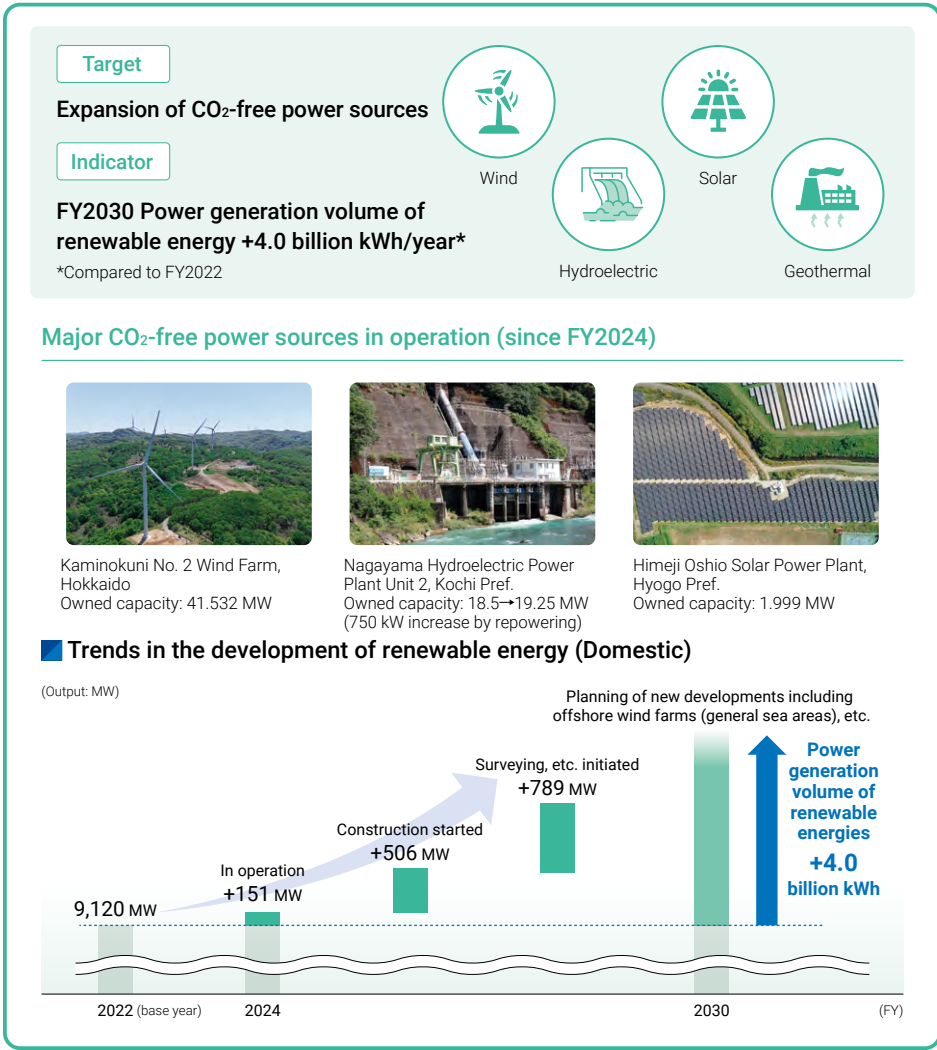 Target
Expansion of CO2-free power sources
Indicator
FY2030 Power generation volume of
renewable energy +4.0 billion kWh/year*
*Compared to FY2022
Wind
Solar
Hydroelectric
Geothermal
Major CO2-free power sources in operation (since FY2024)
Kaminokuni No. 2 Wind Farm,
Hokkaido
Owned capacity: 41.532 MW
Nagayama Hydroelectric Power
Plant Unit 2, Kochi Pref.
Owned capacity: 18.5→19.25 MW
(750 kW increase by repowering)
Himeji Oshio Solar Power Plant,
Hyogo Pref.
Owned capacity: 1.999 MW
Trends in the development of renewable energy (Domestic)
(Output: MW)
9,120 MW
In operation
+151 MW
Construction started
+506 MW
Surveying, etc. initiated
+789 MW
Planning of new developments including
offshore wind farms (general sea areas), etc.
Power
generation
volume of
renewable
energies
+4.0
billion kWh
2022 (base year)
2024
2030
(FY)